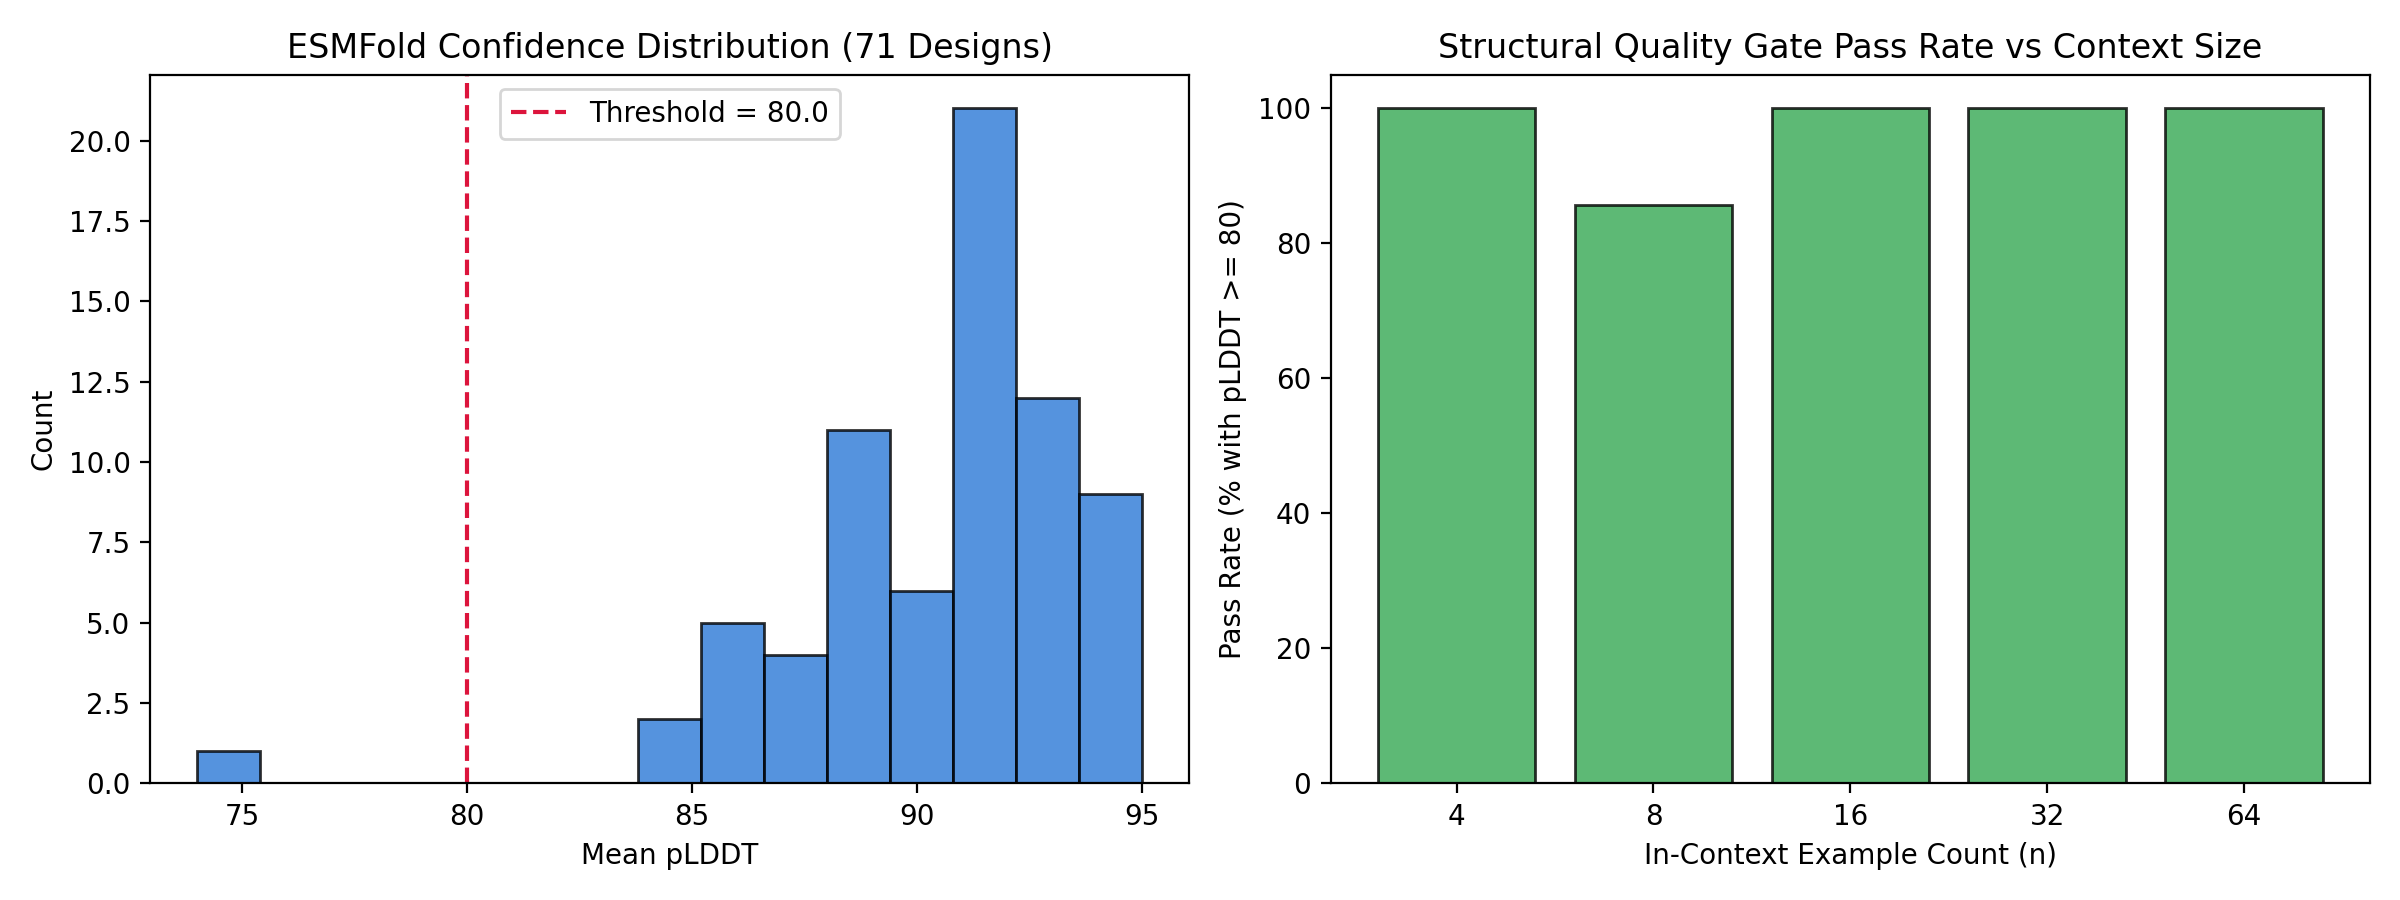 ESMFold Confidence Distribution (71 Designs)
Threshold = 80.0
Count
20.0
17.5
15.0
12.5
10.0
7.5
5.0
2.5
0.0
75 80 85 90 95
Mean pLDDT
Structural Quality Gate Pass Rate vs Context Size
Pass Rate (% with pLDDT >= 80)
100
80
60
40
20
0
4 8 16 32 64
In-Context Example Count (n)